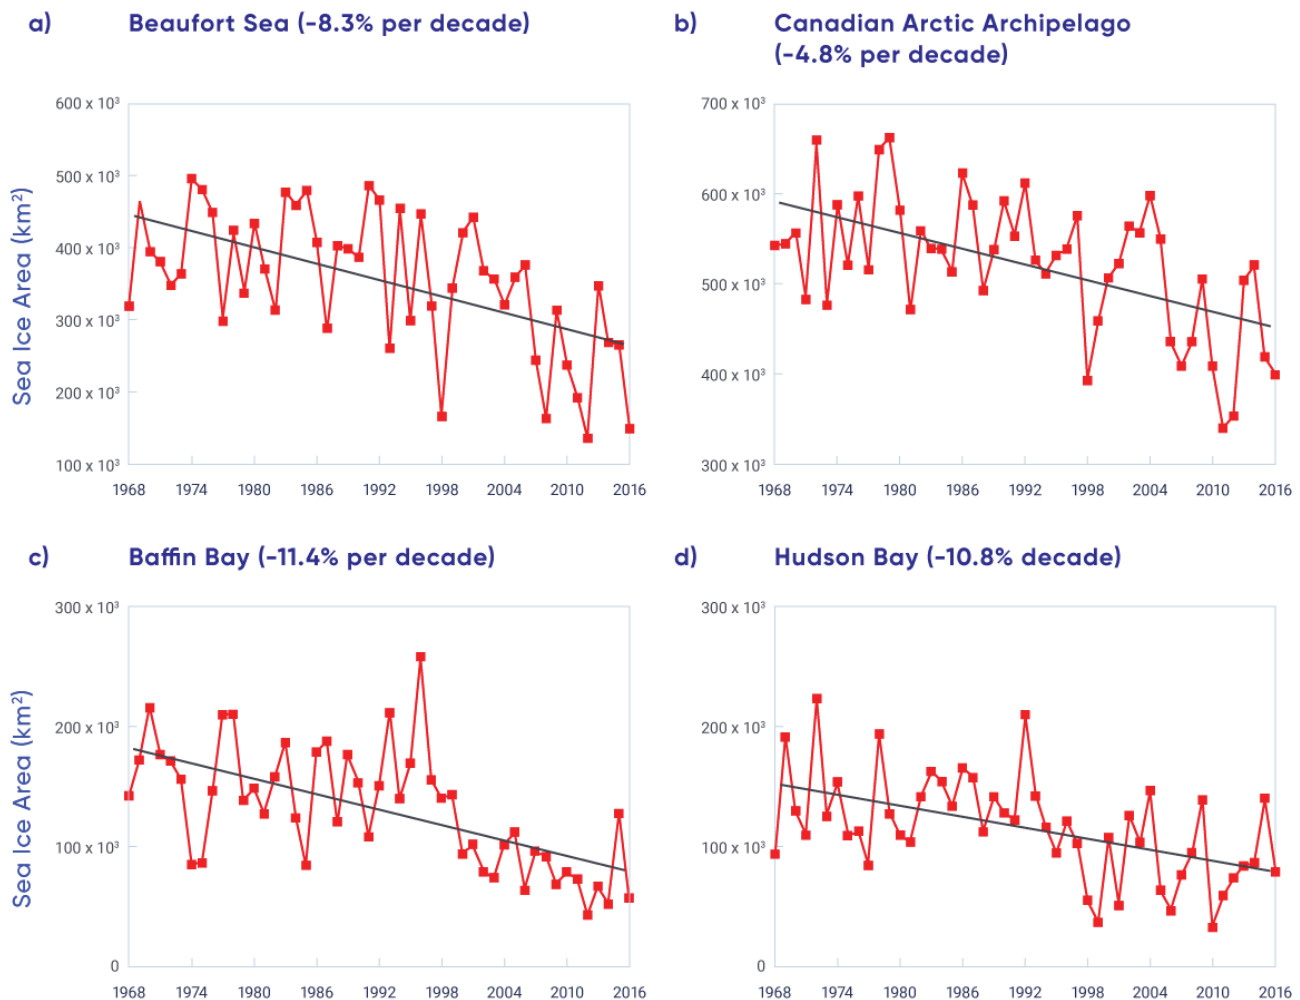 a) Beaufort Sea (-8.3% per decade)
600 x 10³
500 x 10³
400 x 10³
300 x 10³
200 x 10³
100 x 10³
Sea Ice Area (km²)
1968 1974 1980 1986 1992 1998 2004 2010 2016
b) Canadian Arctic Archipelago
(-4.8% per decade)
700 x 10³
600 x 10³
500 x 10³
400 x 10³
300 x 10³
1968 1974 1980 1986 1992 1998 2004 2010 2016
c) Baffin Bay (-11.4% per decade)
300 x 10³
200 x 10³
100 x 10³
0
Sea Ice Area (km²)
1968 1974 1980 1986 1992 1998 2004 2010 2016
d) Hudson Bay (-10.8% decade)
300 x 10³
200 x 10³
100 x 10³
0
1968 1974 1980 1986 1992 1998 2004 2010 2016